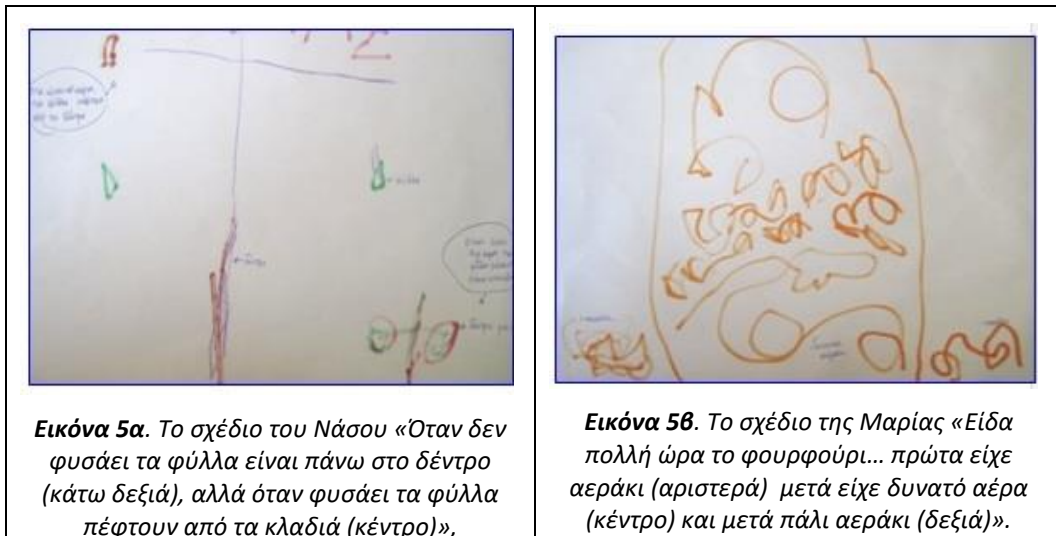 Εικόνα 5α. Το σχέδιο του Νάσου «Όταν δεν
φυσάει τα φύλλα είναι πάνω στο δέντρο
(κάτω δεξιά), αλλά όταν φυσάει τα φύλλα
πέφτουν από τα κλαδιά (κέντρο)»,
Εικόνα 5β. Το σχέδιο της Μαρίας «Είδα
πολλή ώρα το φουρφούρι... πρώτα είχε
αεράκι (αριστερά) μετά είχε δυνατό αέρα
(κέντρο) και μετά πάλι αεράκι (δεξιά)».